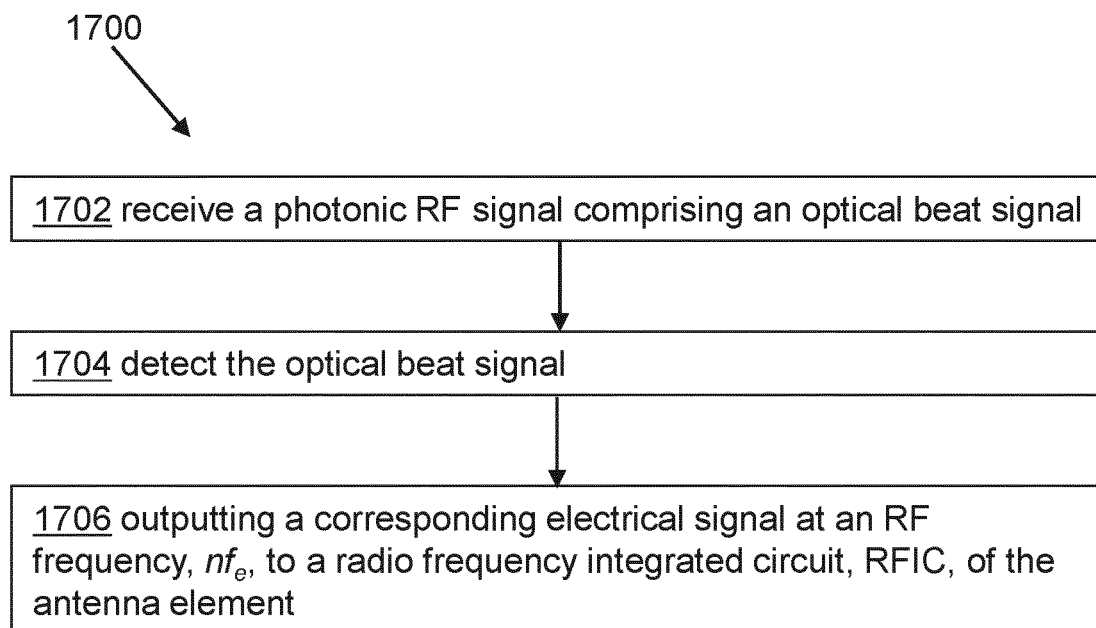 1700
1702 receive a photonic RF signal comprising an optical beat signal
1704 detect the optical beat signal
1706 outputting a corresponding electrical signal at an RF
frequency, nfe, to a radio frequency integrated circuit, RFIC, of the
antenna element